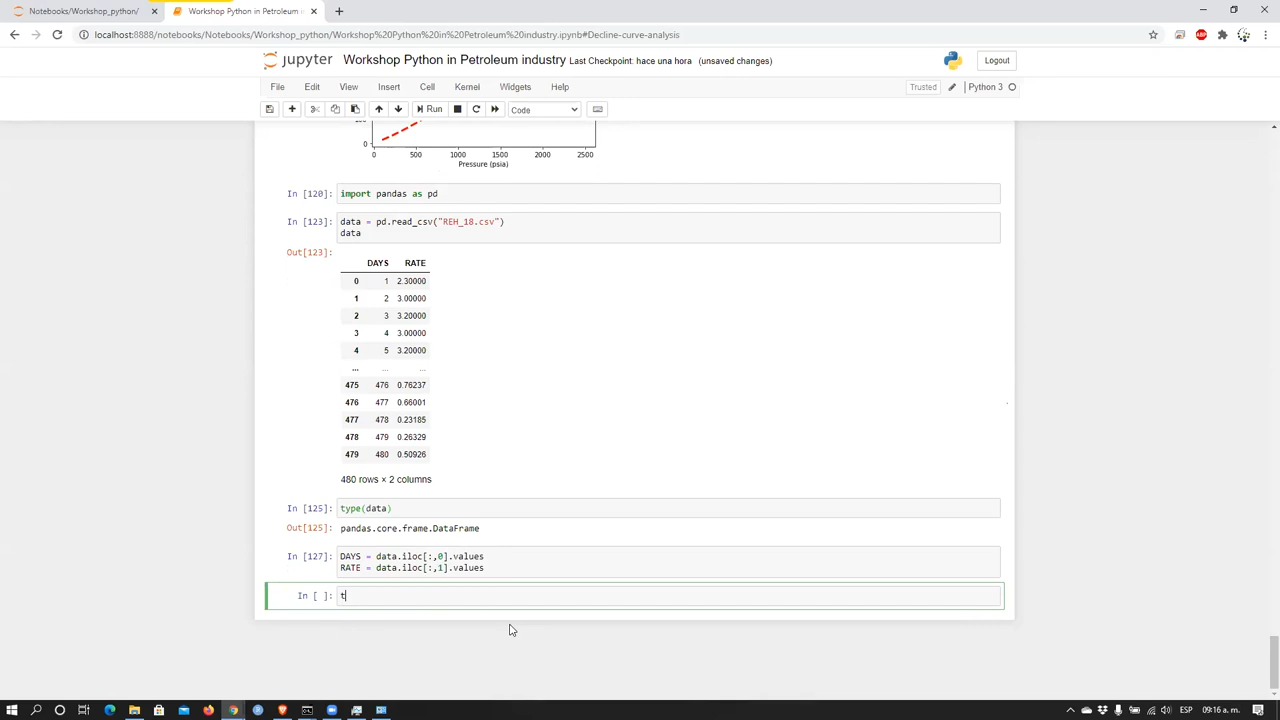 Notebooks/Workshop_python/
Workshop Python in Petroleum is
localhost:8888/notebooks/Notebooks/Workshop_python/Workshop%20Python%20in%20Petroleum%20industry.ipynb#Decline-curve-analysis
ABP
jupyter Workshop Python in Petroleum industry Last Checkpoint: hace una hora (unsaved changes)
Logout
File Edit View Insert Cell Kernel Widgets Help
Trusted Python 3
Run Code
0
0 500 1000 1500 2000 2500
Pressure (psia)
In [120]: import pandas as pd
In [123]: data = pd.read_csv("REH_18.csv")
data
Out[123]:
DAYS RATE
0 1 2.30000
1 2 3.00000
2 3 3.20000
3 4 3.00000
4 5 3.20000
... ... ...
475 476 0.76237
476 477 0.66001
477 478 0.23185
478 479 0.26329
479 480 0.50926
480 rows × 2 columns
In [125]: type(data)
Out[125]: pandas.core.frame.DataFrame
In [127]: DAYS = data.iloc[:,0].values
RATE = data.iloc[:,1].values
In [ ]: t
ESP 09:16 a. m.